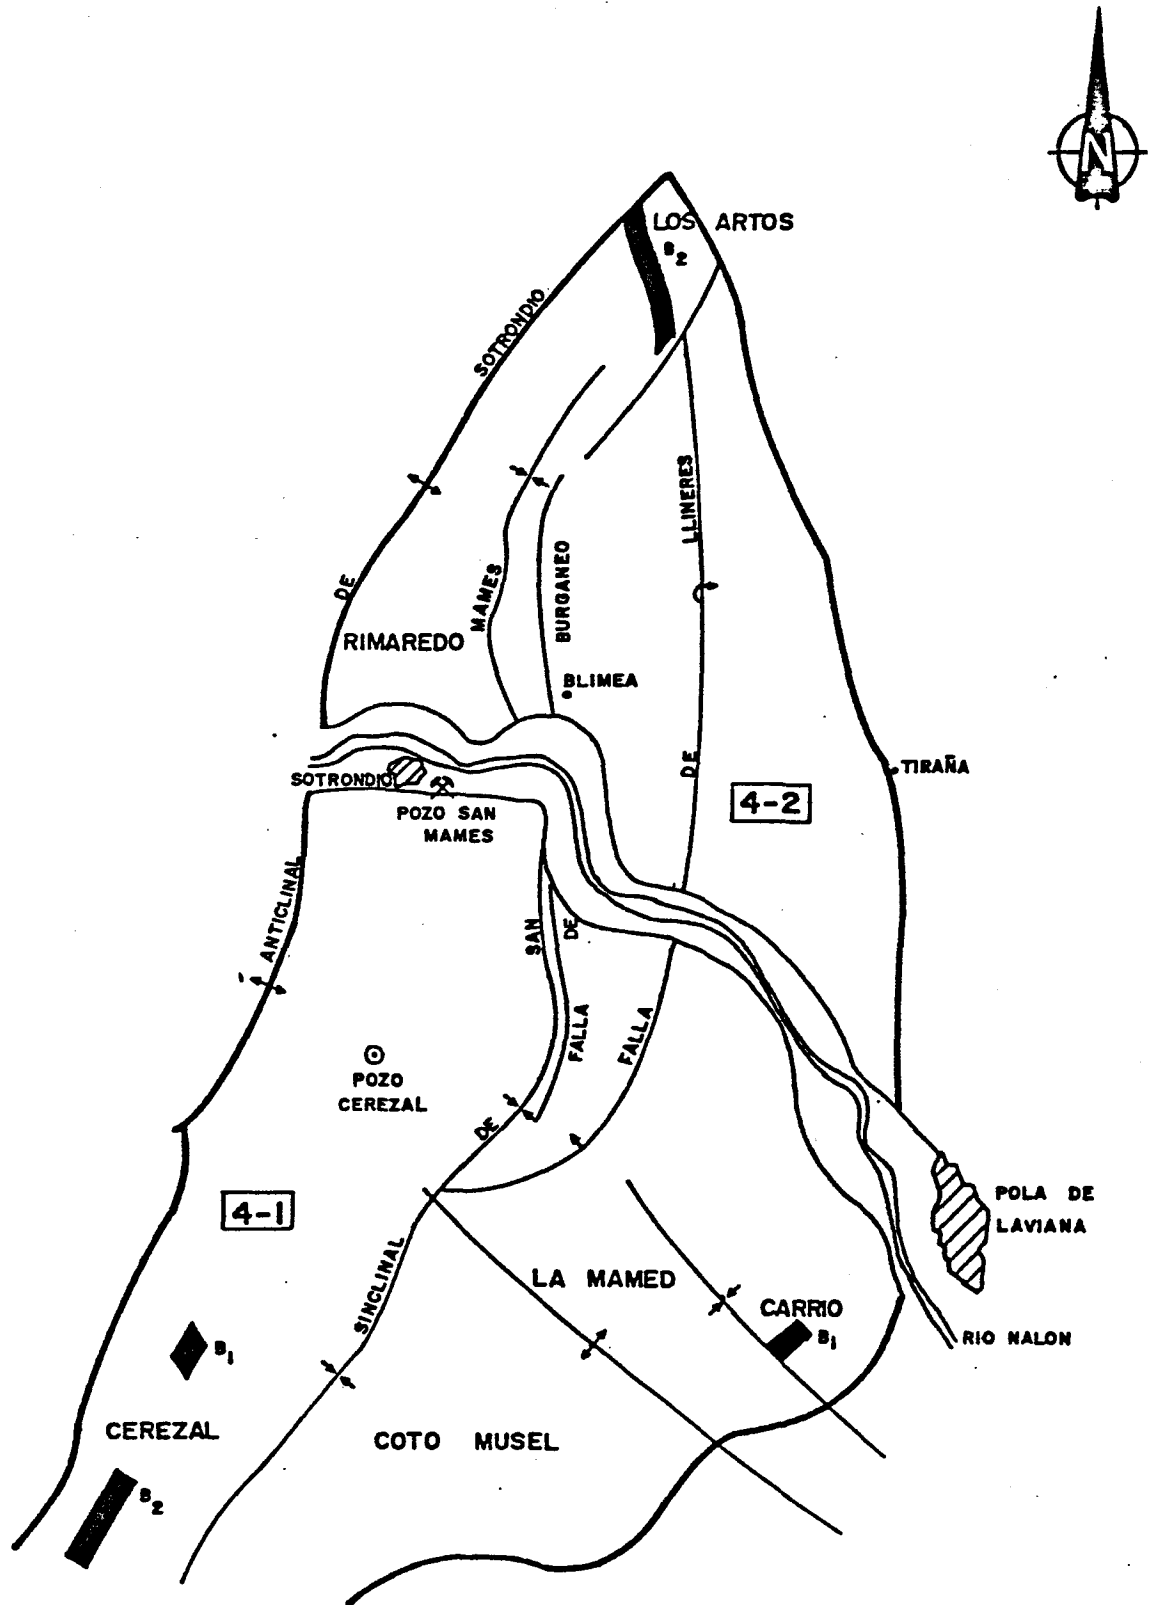 N
LOS ARTOS
B2
SOTRONDIO
DE
LLINERES
MAMES
BURGANEO
RIMAREDO
BLIMEA
DE
TIRAÑA
SOTRONDIO
4-2
POZO SAN
MAMES
ANTICLINAL
SAN
DE
FALLA
FALLA
POZO
CEREZAL
DE
4-1
POLA DE
LAVIANA
SINCLINAL
LA MAMED
CARRIO
B1
RIO NALON
B1
CEREZAL
COTO MUSEL
B2